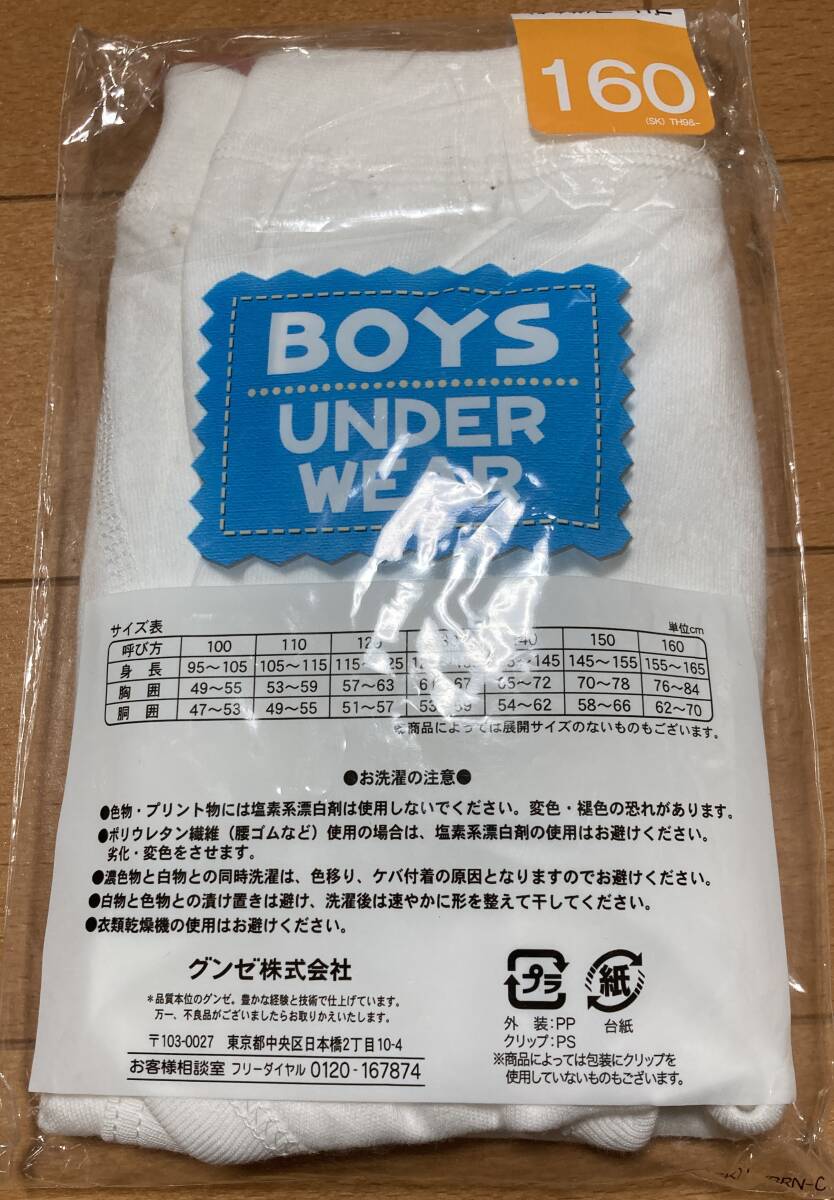 160
(SK) TH9&-
BOYS
UNDER
WEAR
サイズ表 単位cm
呼び方 100 110 120 140 150 160
身長 95〜105 105〜115 115〜125 145 145〜155 155〜165
胸囲 49〜55 53〜59 57〜63 61〜67 65〜72 70〜78 76〜84
胴囲 47〜53 49〜55 51〜57 53〜59 54〜62 58〜66 62〜70
※商品によっては展開サイズのないものもございます。
●お洗濯の注意●
●色物・プリント物には塩素系漂白剤は使用しないでください。変色・褪色の恐れがあります。
●ポリウレタン繊維（腰ゴムなど）使用の場合は、塩素系漂白剤の使用はお避けください。
劣化・変色をさせます。
●濃色物と白物との同時洗濯は、色移り、ケバ付着の原因となりますのでお避けください。
●白物と色物との漬け置きは避け、洗濯後は速やかに形を整えて干してください。
●衣類乾燥機の使用はお避けください。
グンゼ株式会社
＊品質本位のグンゼ。豊かな経験と技術で仕上げています。
万一、不良品がございましたらお取りかえいたします。
〒103-0027 東京都中央区日本橋2丁目10-4
お客様相談室 フリーダイヤル 0120-167874
プラ
紙
外装:PP 台紙
クリップ:PS
※商品によっては包装にクリップを
使用していないものもございます。